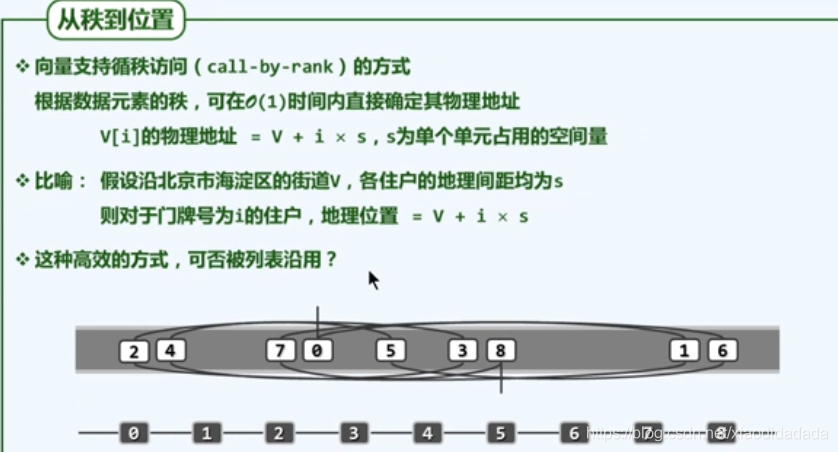 从秩到位置
❖ 向量支持循秩访问（call-by-rank）的方式
根据数据元素的秩，可在O(1)时间内直接确定其物理地址
V[i]的物理地址 = V + i × s，s为单个单元占用的空间量
❖ 比喻： 假设沿北京市海淀区的街道V，各住户的地理间距均为s
则对于门牌号为i的住户，地理位置 = V + i × s
❖ 这种高效的方式，可否被列表沿用？
2 4 7 0 5 3 8 1 6
0 1 2 3 4 5 6 7 8
https://blog.csdn.net/xiaodidadada